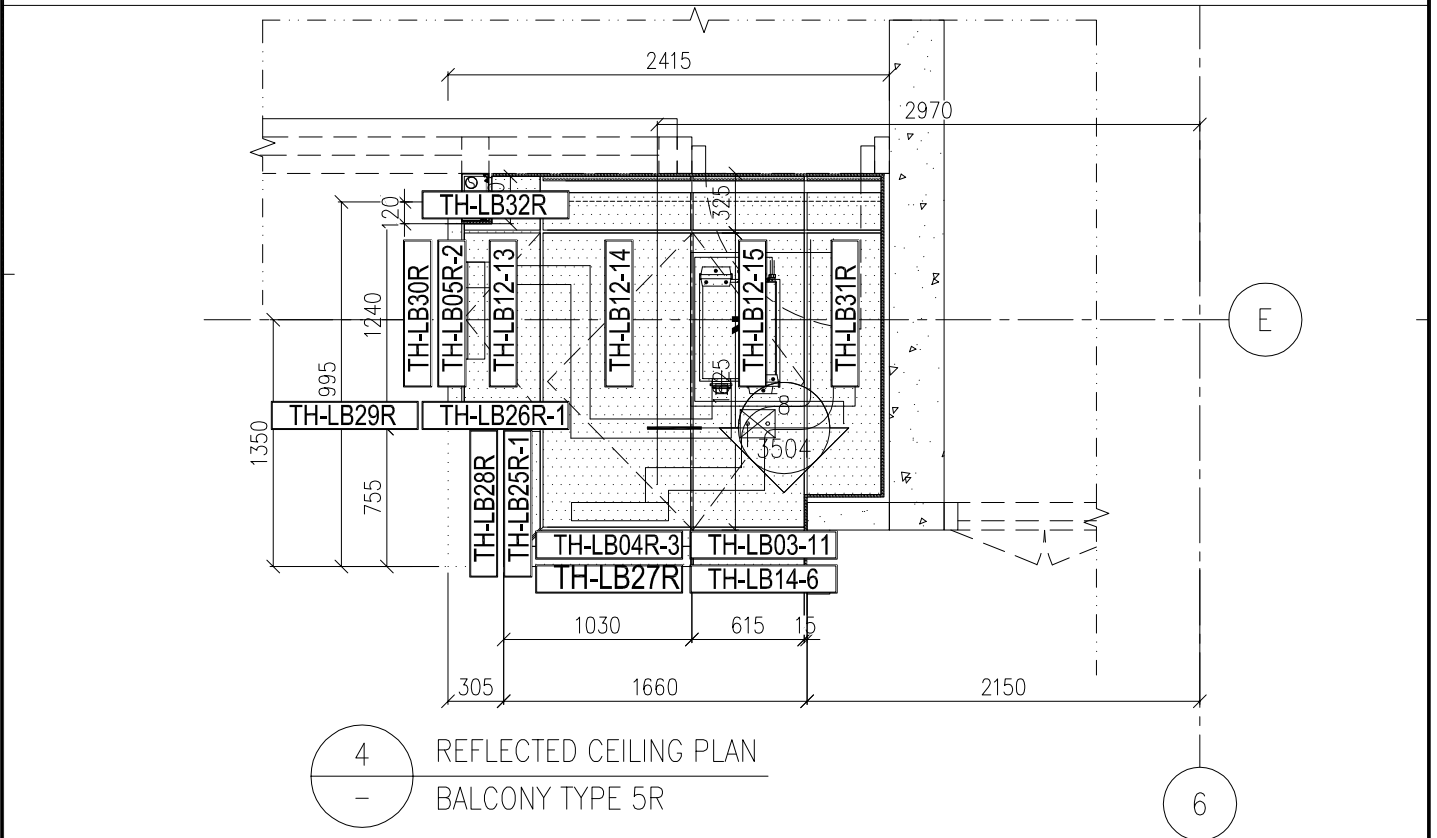 2415
2970
TH-LB32R
120
325
TH-LB30R
TH-LB05R-2
TH-LB12-13
TH-LB12-14
TH-LB12-15
TH-LB31R
1240
995
1350
755
E
TH-LB29R
TH-LB26R-1
8
3504
TH-LB28R
TH-LB25R-1
TH-LB04R-3
TH-LB03-11
TH-LB27R
TH-LB14-6
1030
615
15
305
1660
2150
4
REFLECTED CEILING PLAN
-
BALCONY TYPE 5R
6